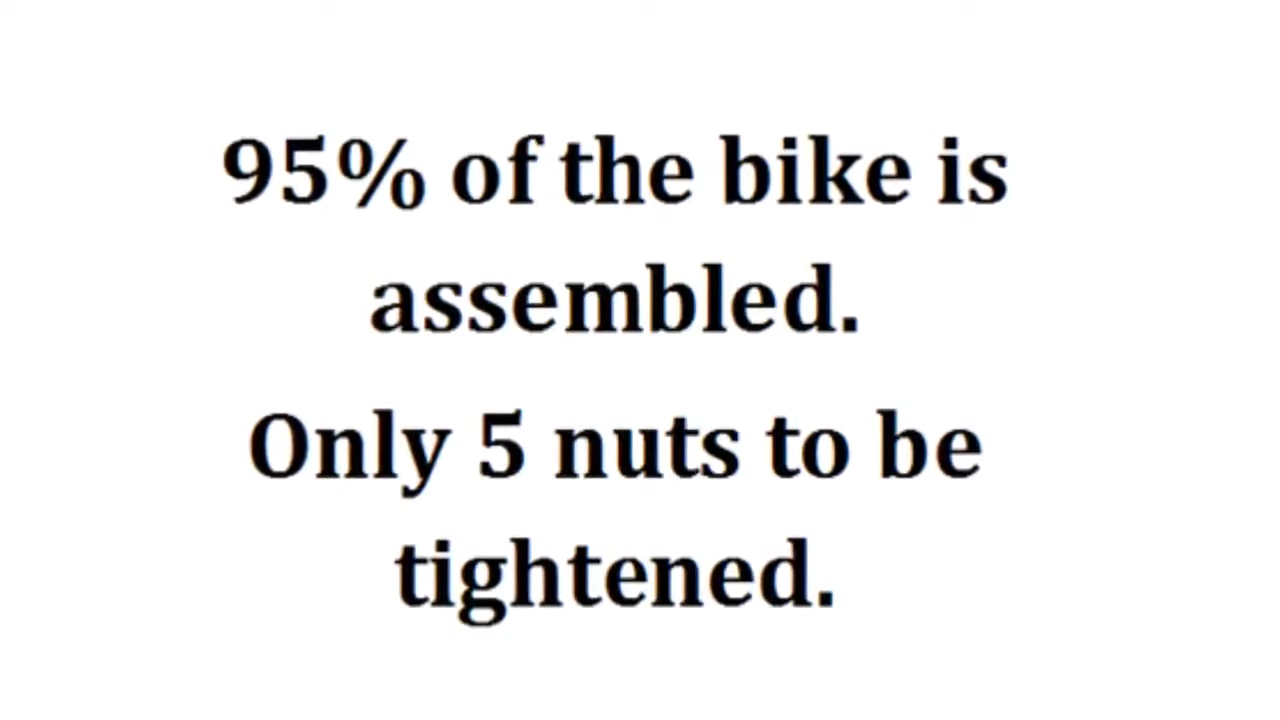 95% of the bike is
assembled.
Only 5 nuts to be
tightened.